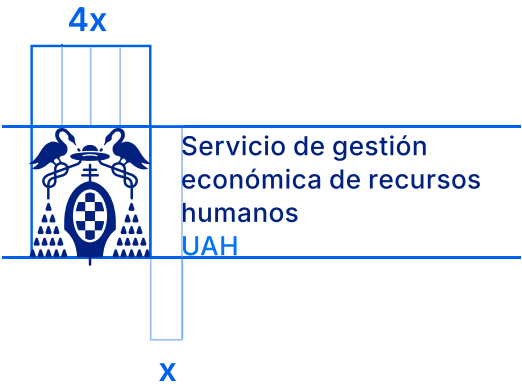 4x
Servicio de gestión
económica de recursos
humanos
UAH
x